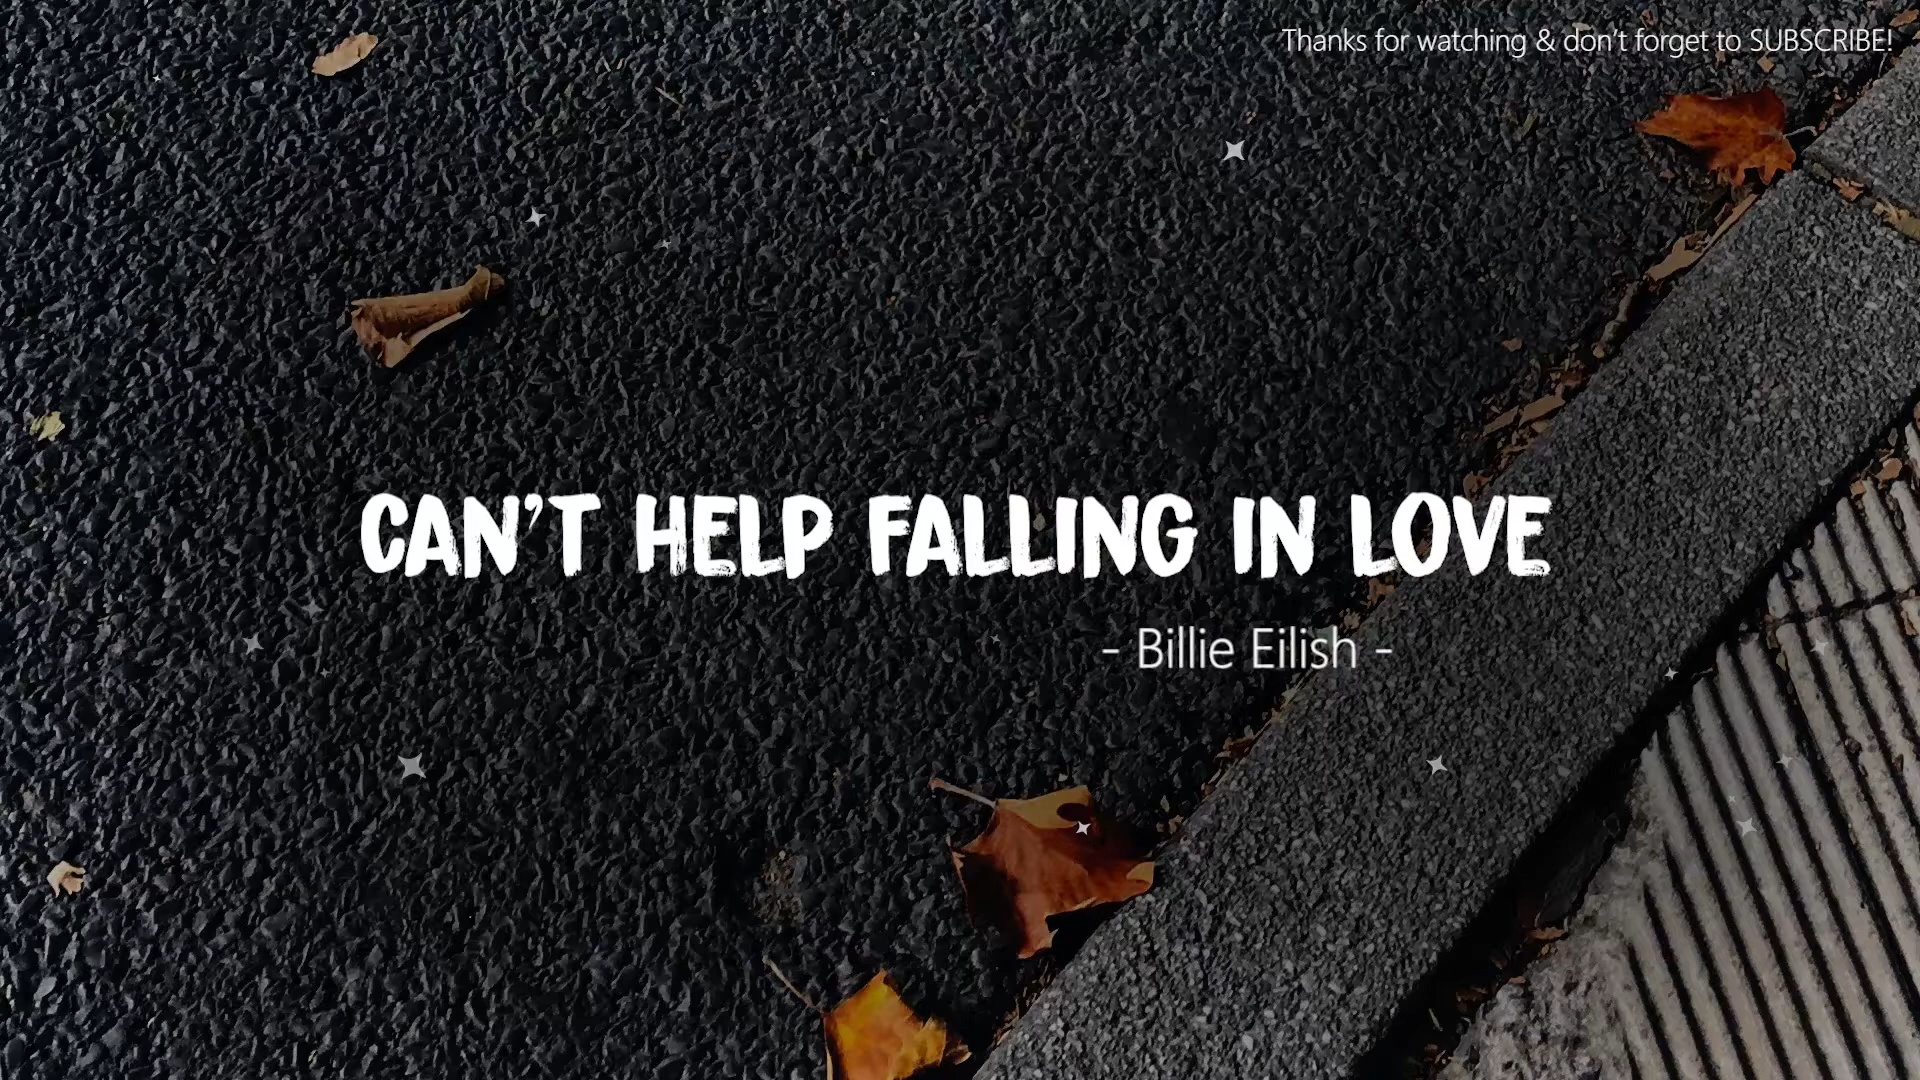 Thanks for watching & don't forget to SUBSCRIBE!
CAN'T HELP FALLING IN LOVE
- Billie Eilish -